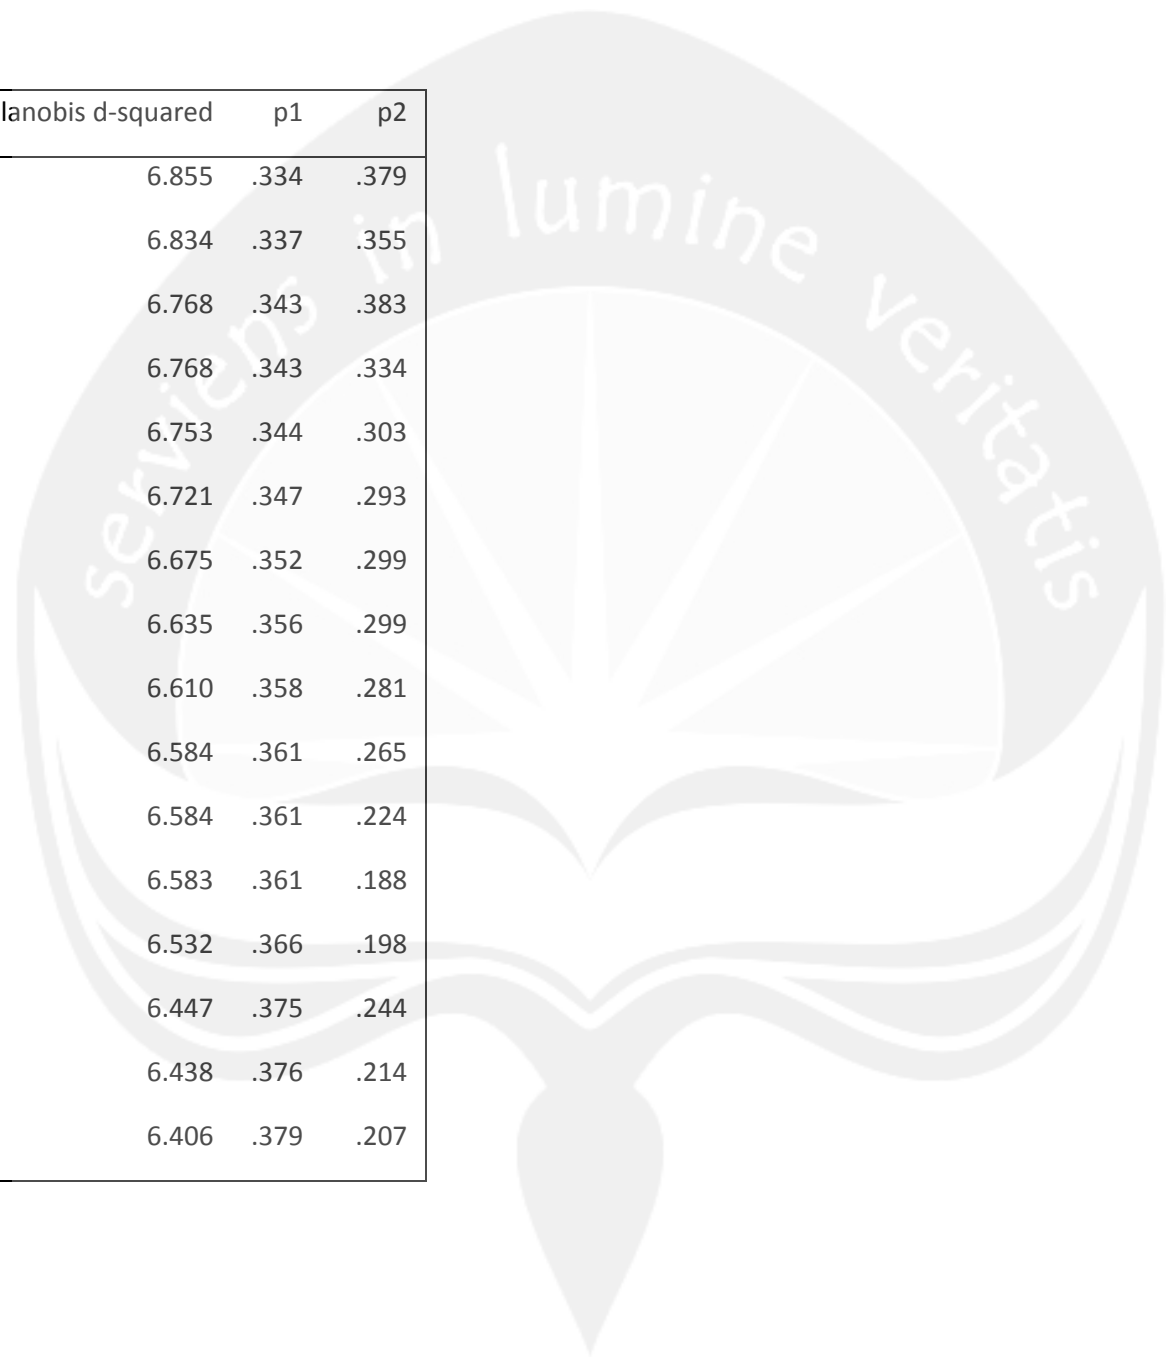 lanobis d-squared p1 p2
6.855 .334 .379
6.834 .337 .355
6.768 .343 .383
6.768 .343 .334
6.753 .344 .303
6.721 .347 .293
6.675 .352 .299
6.635 .356 .299
6.610 .358 .281
6.584 .361 .265
6.584 .361 .224
6.583 .361 .188
6.532 .366 .198
6.447 .375 .244
6.438 .376 .214
6.406 .379 .207
serviens in lumine veritatis